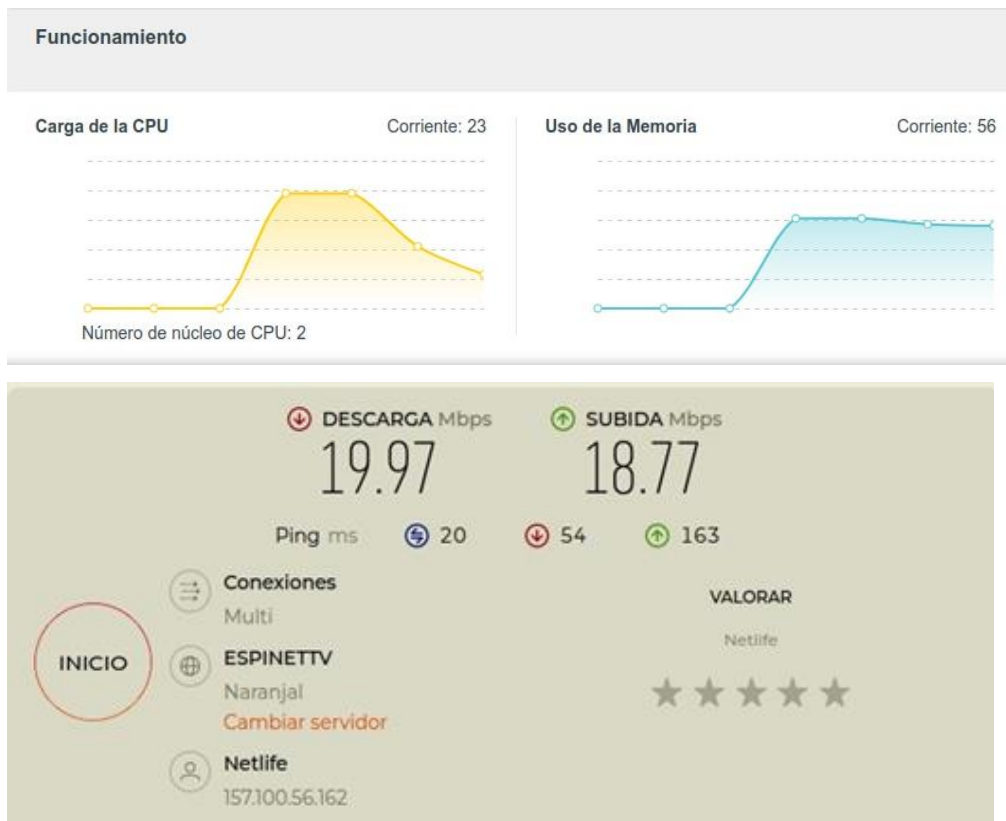 Funcionamiento
Carga de la CPU Corriente: 23
Uso de la Memoria Corriente: 56
Número de núcleo de CPU: 2
DESCARGA Mbps SUBIDA Mbps
19.97 18.77
Ping ms 20 54 163
Conexiones
Multi
ESPINETTV
Naranjal
Cambiar servidor
Netlife
157.100.56.162
INICIO
VALORAR
Netlife